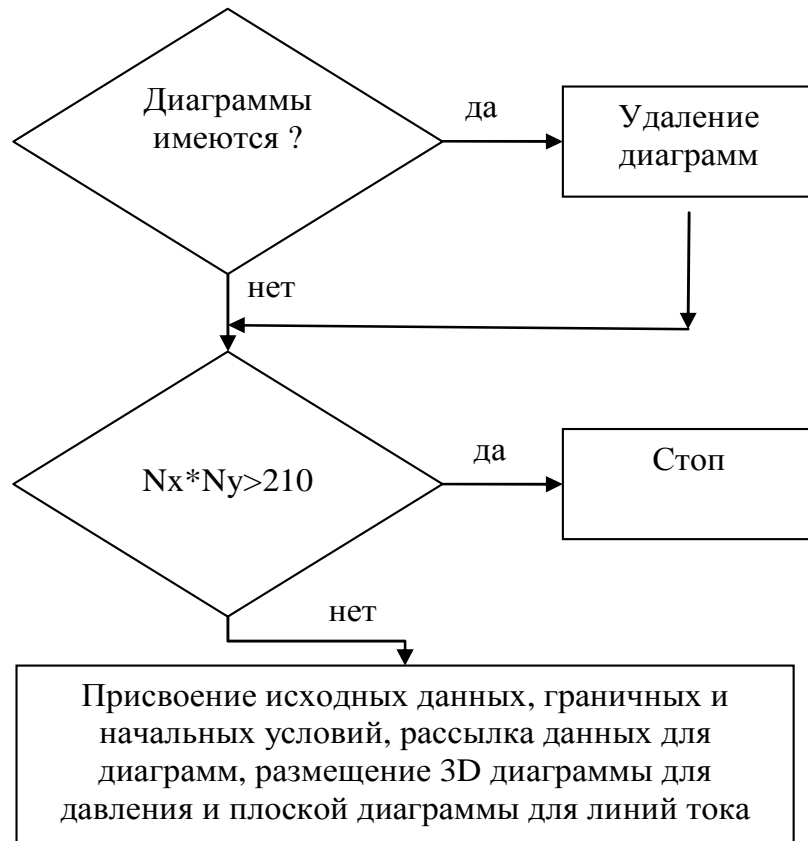 Диаграммы
имеются ?
да
Удаление
диаграмм
нет
Nx*Ny>210
да
Стоп
нет
Присвоение исходных данных, граничных и
начальных условий, рассылка данных для
диаграмм, размещение 3D диаграммы для
давления и плоской диаграммы для линий тока